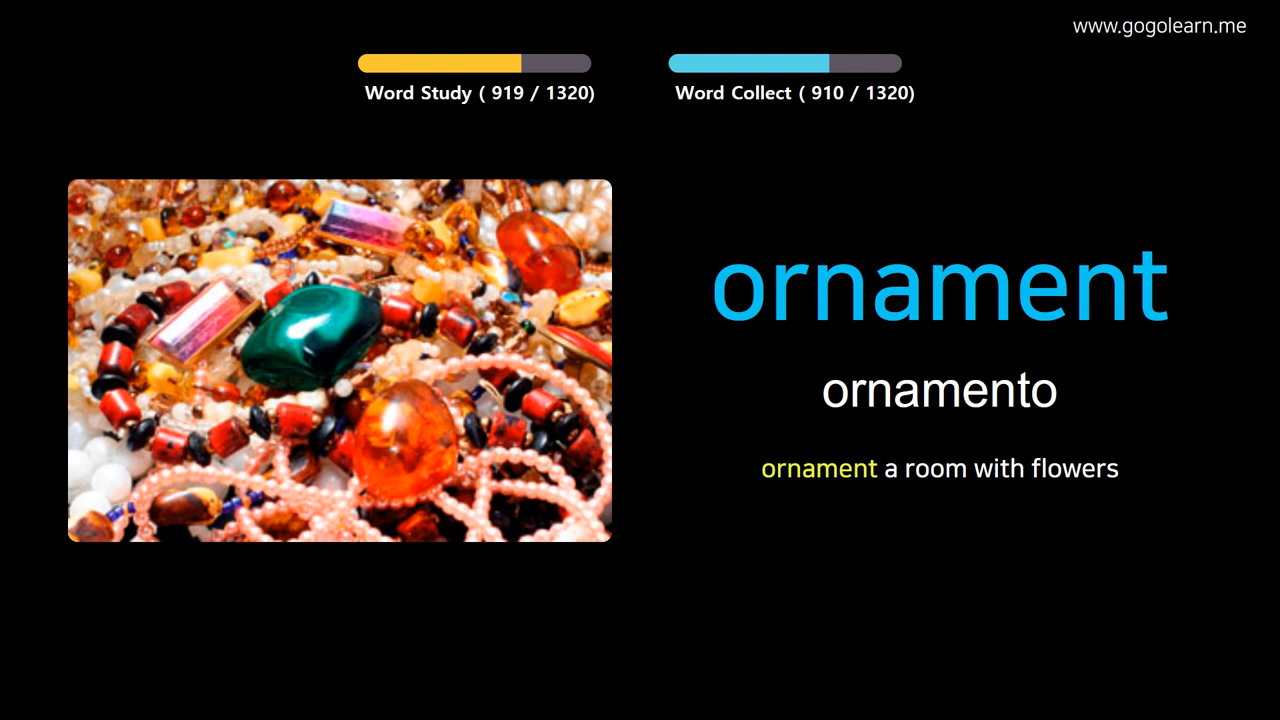 www.gogolearn.me
Word Study ( 919 / 1320)
Word Collect ( 910 / 1320)
ornament
ornamento
ornament a room with flowers